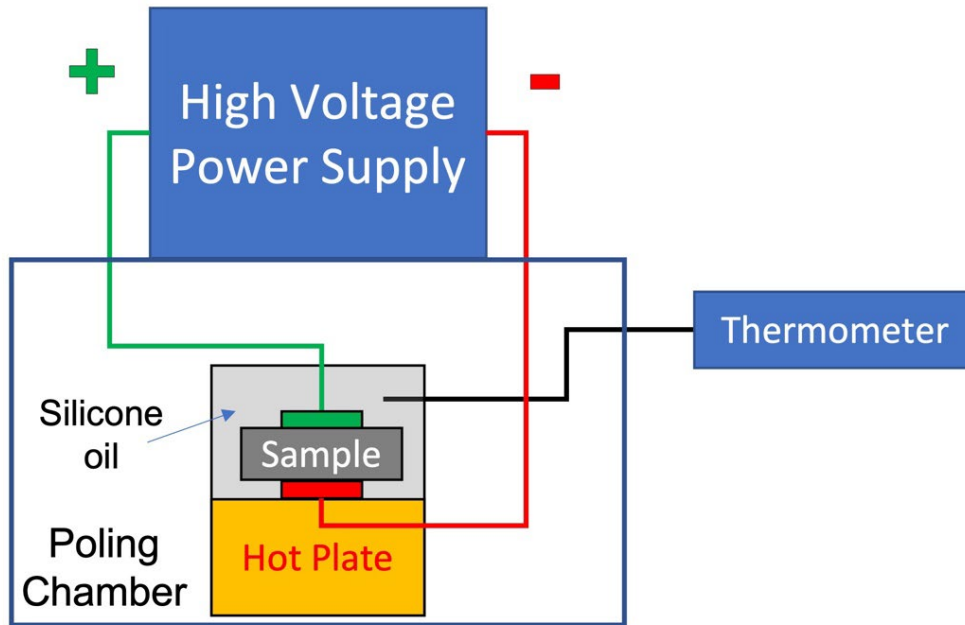 +
-
High Voltage
Power Supply
Thermometer
Silicone
oil
Sample
Poling
Chamber
Hot Plate